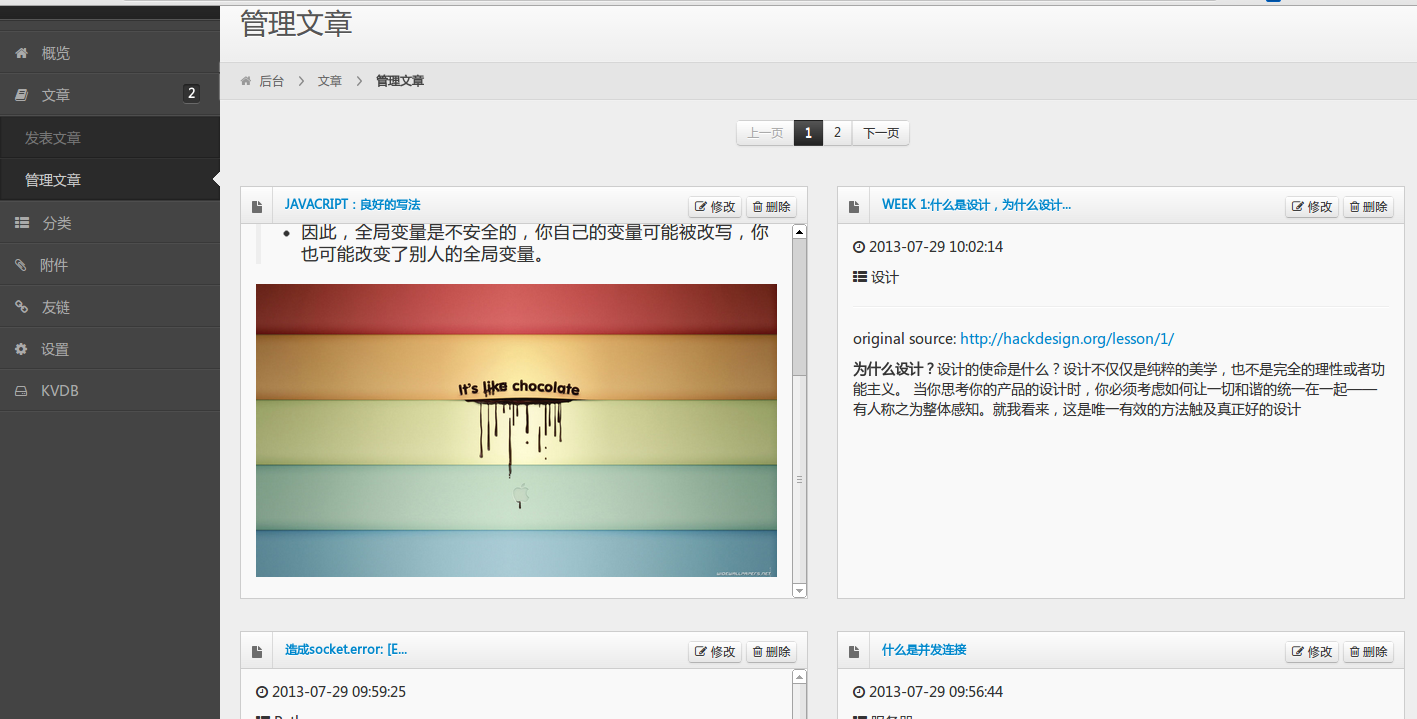 管理文章
概览
文章
2
发表文章
管理文章
分类
附件
友链
设置
KVDB
后台
文章
管理文章
上一页
1
2
下一页
JAVACRIPT：良好的写法
修改
删除
因此，全局变量是不安全的，你自己的变量可能被改写，你
也可能改变了别人的全局变量。
It's like chocolate
WEEK 1:什么是设计，为什么设计...
修改
删除
2013-07-29 10:02:14
设计
original source: http://hackdesign.org/lesson/1/
为什么设计？设计的使命是什么？设计不仅仅是纯粹的美学，也不是完全的理性或者功
能主义。 当你思考你的产品的设计时，你必须考虑如何让一切和谐的统一在一起——
有人称之为整体感知。就我看来，这是唯一有效的方法触及真正好的设计
造成socket.error: [E...
修改
删除
2013-07-29 09:59:25
什么是并发连接
修改
删除
2013-07-29 09:56:44